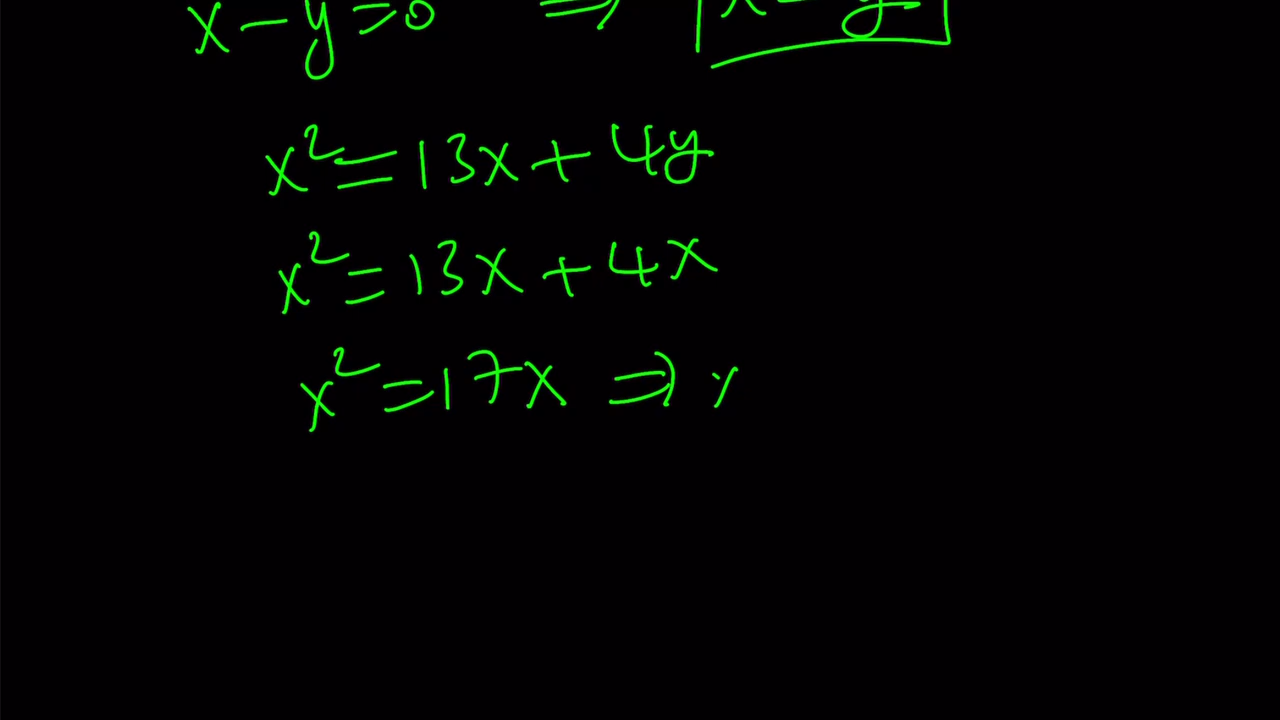 x - y = 0 ⇒ x = y
x² = 13x + 4y
x² = 13x + 4x
x² = 17x ⇒ x